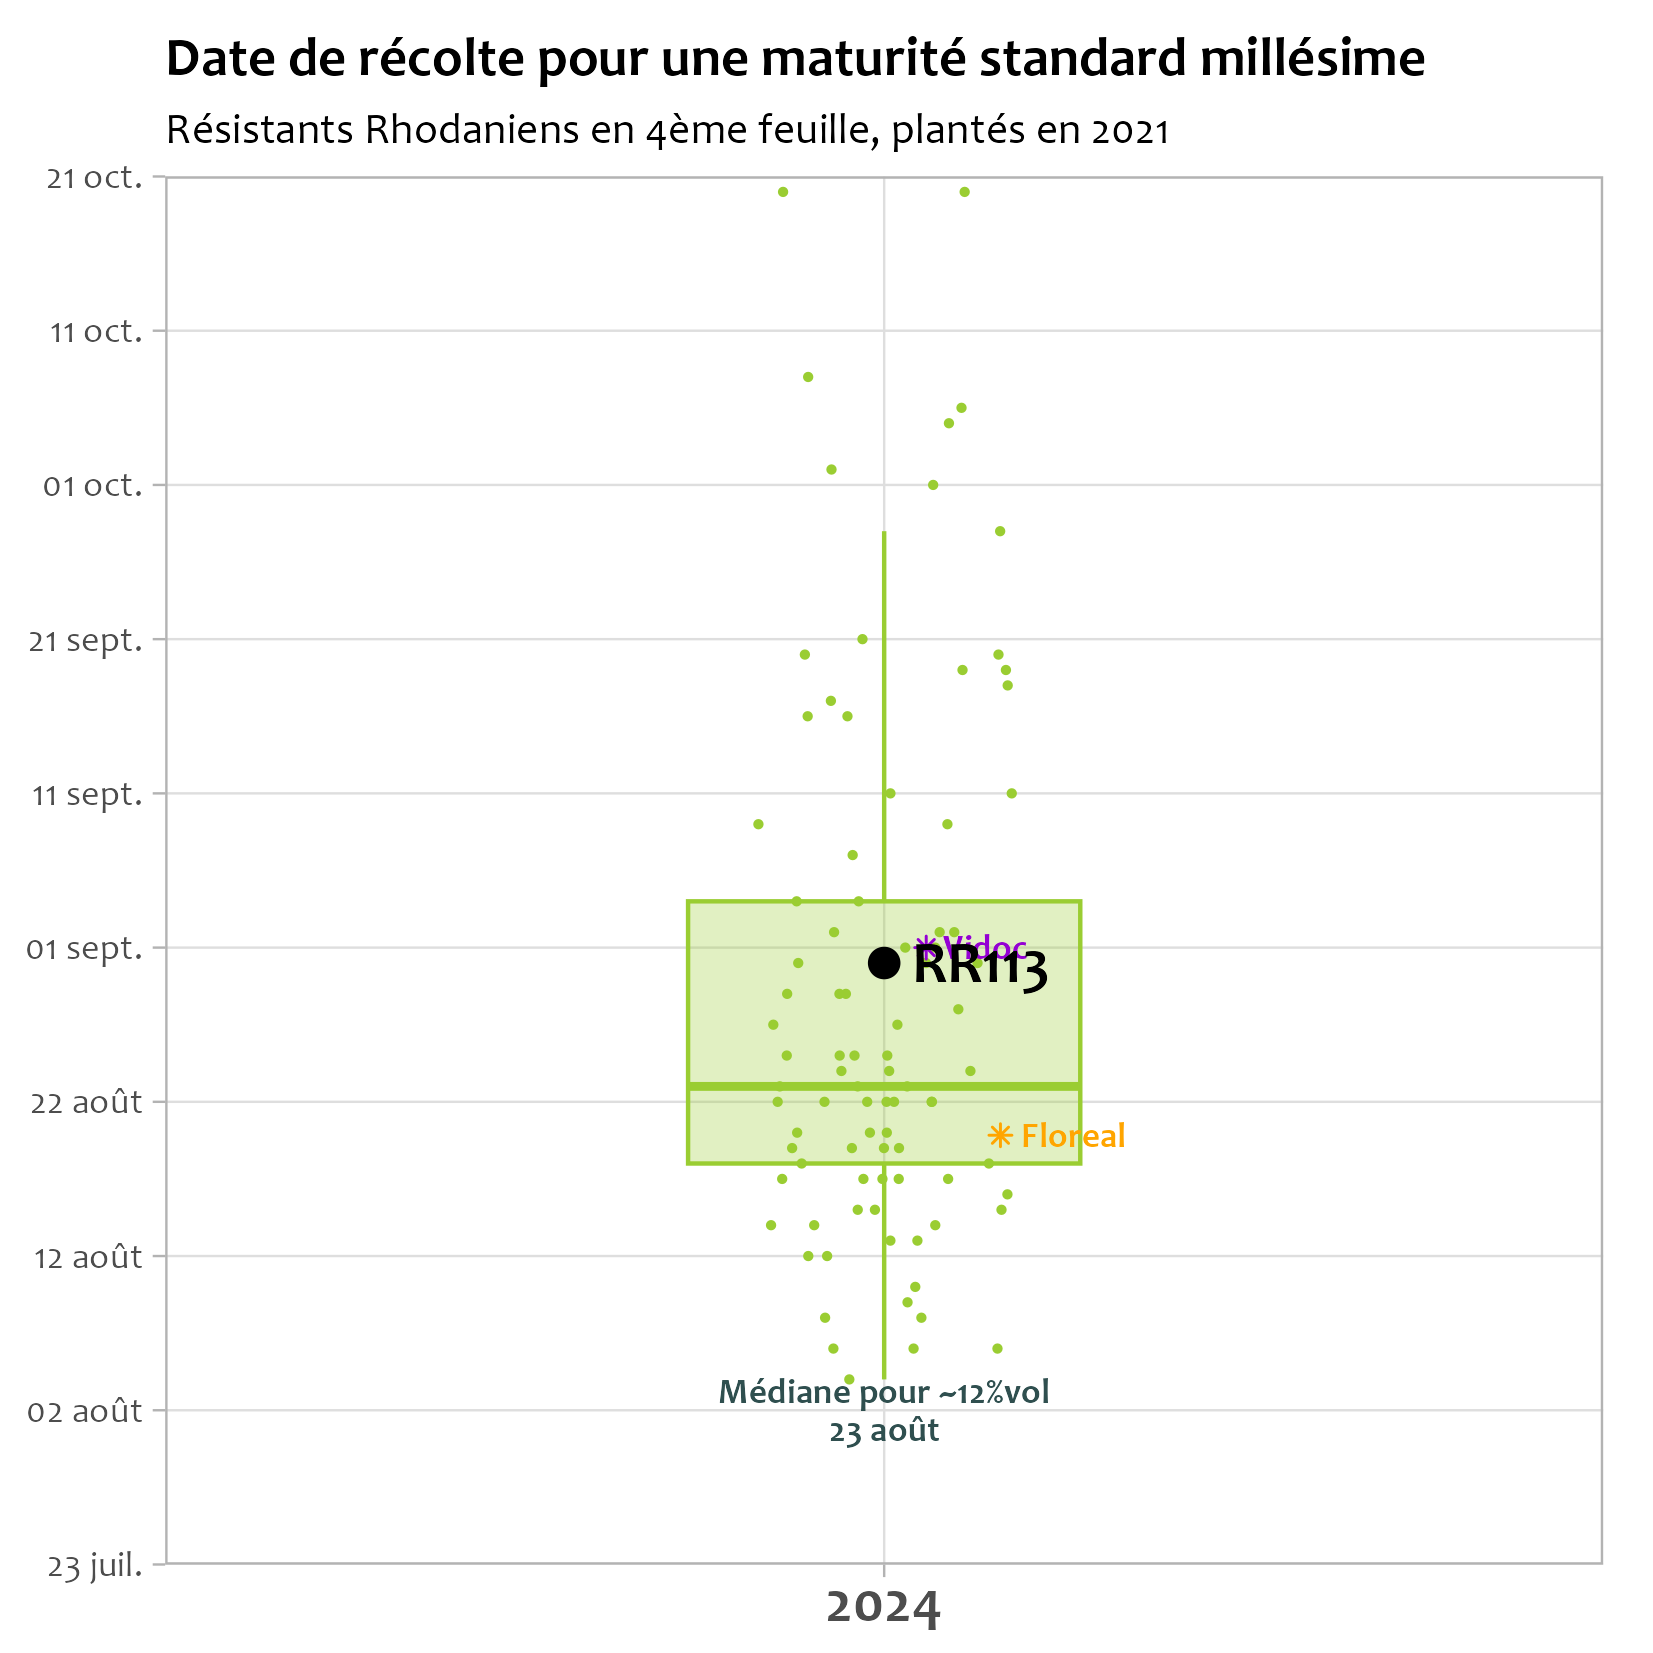 Date de récolte pour une maturité standard millésime
Résistants Rhodaniens en 4ème feuille, plantés en 2021
21 oct.
11 oct.
01 oct.
21 sept.
11 sept.
01 sept.
22 août
12 août
02 août
23 juil.
Vidoc
RR113
Floreal
Médiane pour ~12%vol
23 août
2024